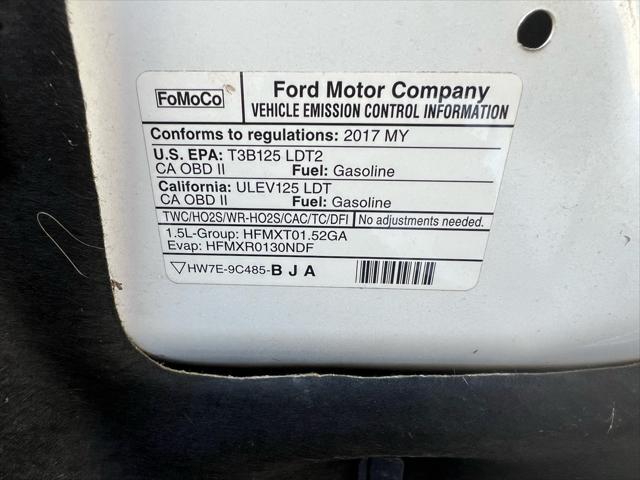 FoMoCo
Ford Motor Company
VEHICLE EMISSION CONTROL INFORMATION
Conforms to regulations: 2017 MY
U.S. EPA: T3B125 LDT2
CA OBD II Fuel: Gasoline
California: ULEV125 LDT
CA OBD II Fuel: Gasoline
TWC/HO2S/WR-HO2S/CAC/TC/DFI No adjustments needed.
1.5L-Group: HFMXT01.52GA
Evap: HFMXR0130NDF
HW7E-9C485-B J A